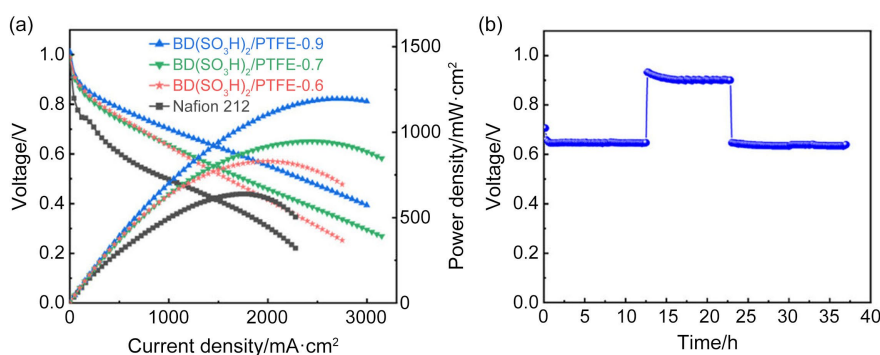 (a)
BD(SO₃H)₂/PTFE-0.9
BD(SO₃H)₂/PTFE-0.7
BD(SO₃H)₂/PTFE-0.6
Nafion 212
Voltage/V
1.0
0.8
0.6
0.4
0.2
0.0
0
1000
2000
3000
Current density/mA·cm²
1500
1000
500
0
Power density/mW·cm²
(b)
Voltage/V
1.0
0.8
0.6
0.4
0.2
0.0
0
5
10
15
20
25
30
35
40
Time/h